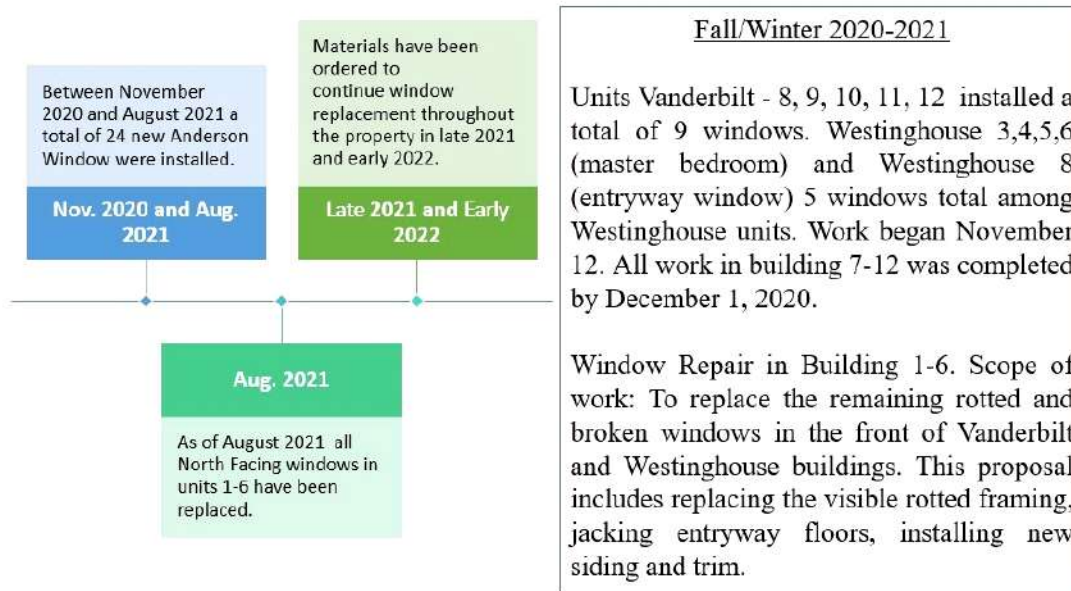 Between November
2020 and August 2021 a
total of 24 new Anderson
Window were installed.
Nov. 2020 and Aug.
2021
Materials have been
ordered to
continue window
replacement throughout
the property in late 2021
and early 2022.
Late 2021 and Early
2022
Aug. 2021
As of August 2021 all
North Facing windows in
units 1-6 have been
replaced.
Fall/Winter 2020-2021
Units Vanderbilt - 8, 9, 10, 11, 12 installed a
total of 9 windows. Westinghouse 3,4,5,6
(master bedroom) and Westinghouse 8
(entryway window) 5 windows total among
Westinghouse units. Work began November
12. All work in building 7-12 was completed
by December 1, 2020.
Window Repair in Building 1-6. Scope of
work: To replace the remaining rotted and
broken windows in the front of Vanderbilt
and Westinghouse buildings. This proposal
includes replacing the visible rotted framing,
jacking entryway floors, installing new
siding and trim.